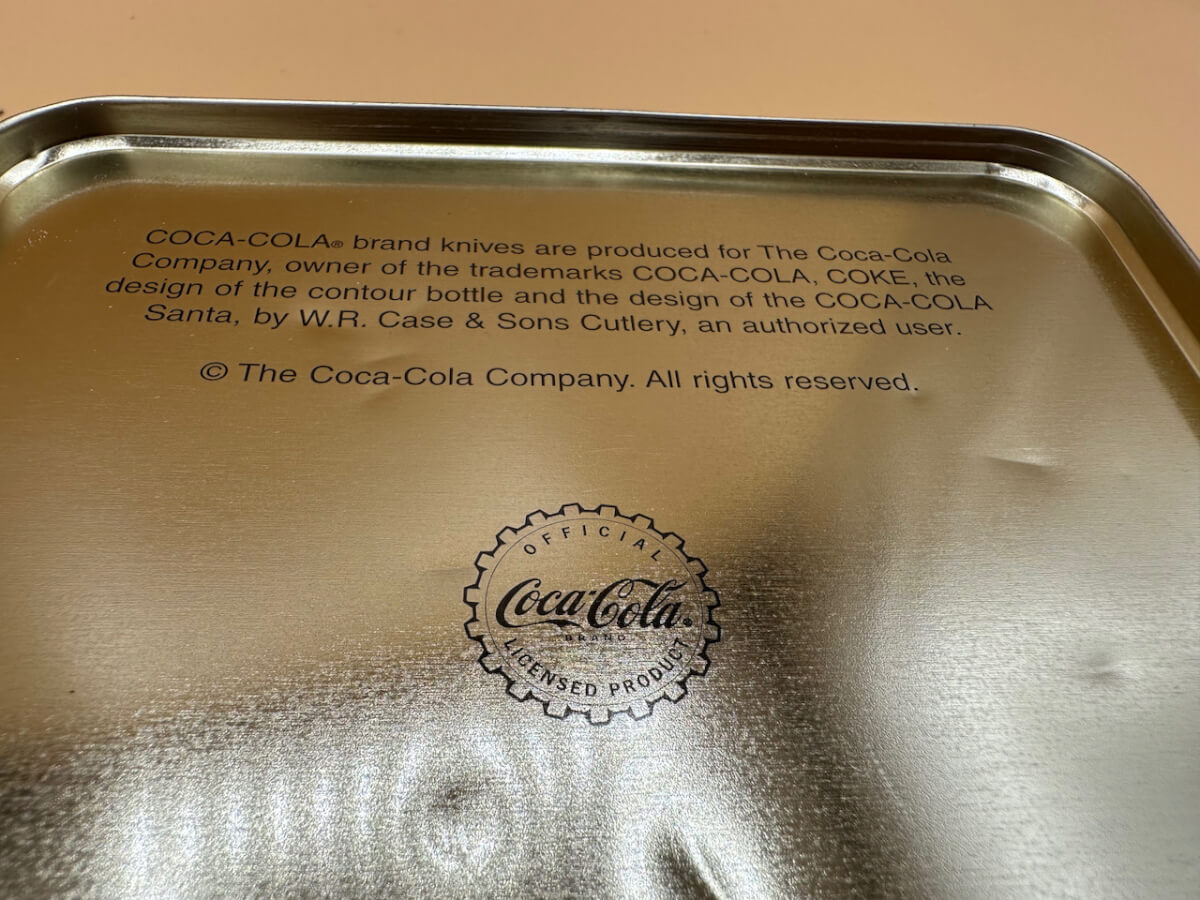 COCA-COLA® brand knives are produced for The Coca-Cola
Company, owner of the trademarks COCA-COLA, COKE, the
design of the contour bottle and the design of the COCA-COLA
Santa, by W.R. Case & Sons Cutlery, an authorized user.
© The Coca-Cola Company. All rights reserved.
OFFICIAL
Coca-Cola®
BRAND
LICENSED PRODUCT